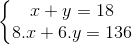 x + y = 18
8.x + 6.y = 136